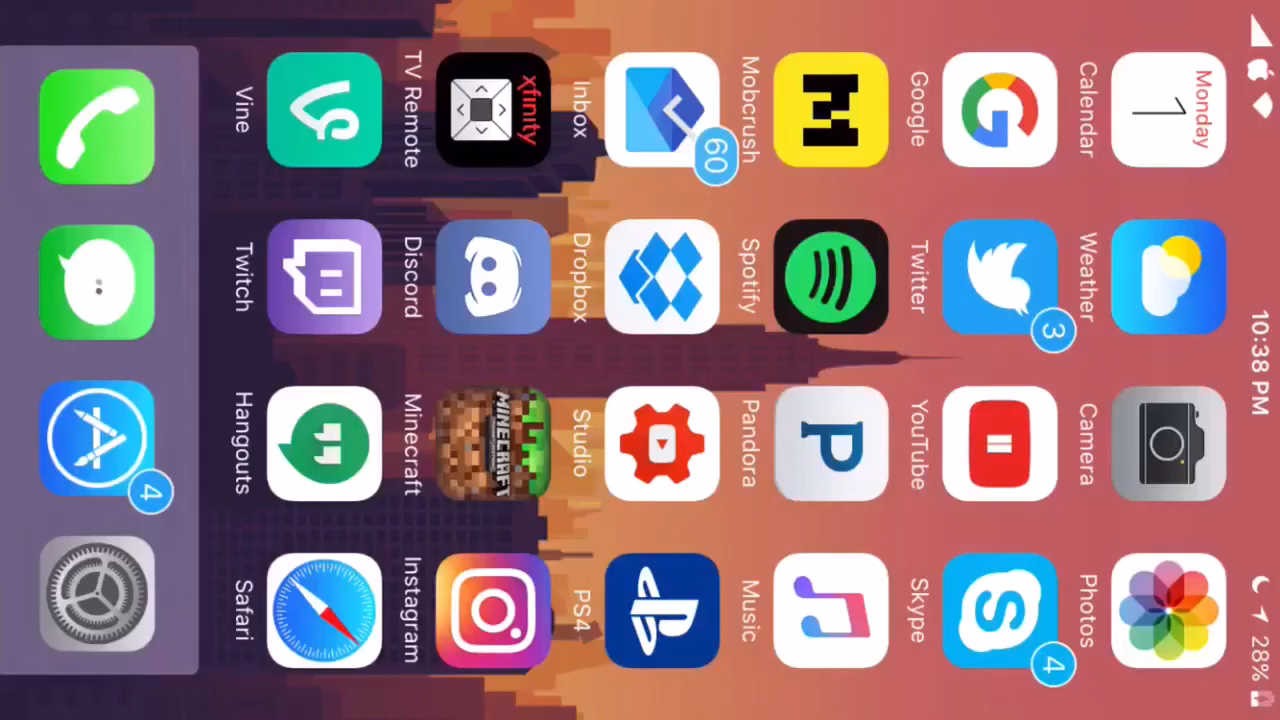 10:38 PM
28%
Monday
1
Calendar
Weather
Camera
Photos
3
4
Google
Twitter
YouTube
Skype
M
P
Mobcrush
Spotify
Pandora
Music
60
Inbox
Dropbox
Studio
PS4
xfinity
MINECRAFT
TV Remote
Discord
Minecraft
Instagram
Vine
Twitch
Hangouts
Safari
4